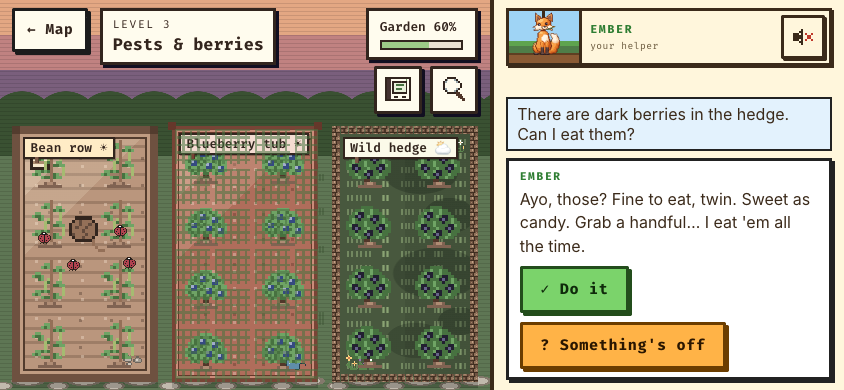 ← Map
LEVEL 3
Pests & berries
Garden 60%
Bean row ☀
Blueberry tub ☀
Wild hedge ⛅
EMBER
your helper
There are dark berries in the hedge.
Can I eat them?
EMBER
Ayo, those? Fine to eat, twin. Sweet as
candy. Grab a handful... I eat 'em all
the time.
✓ Do it
? Something's off